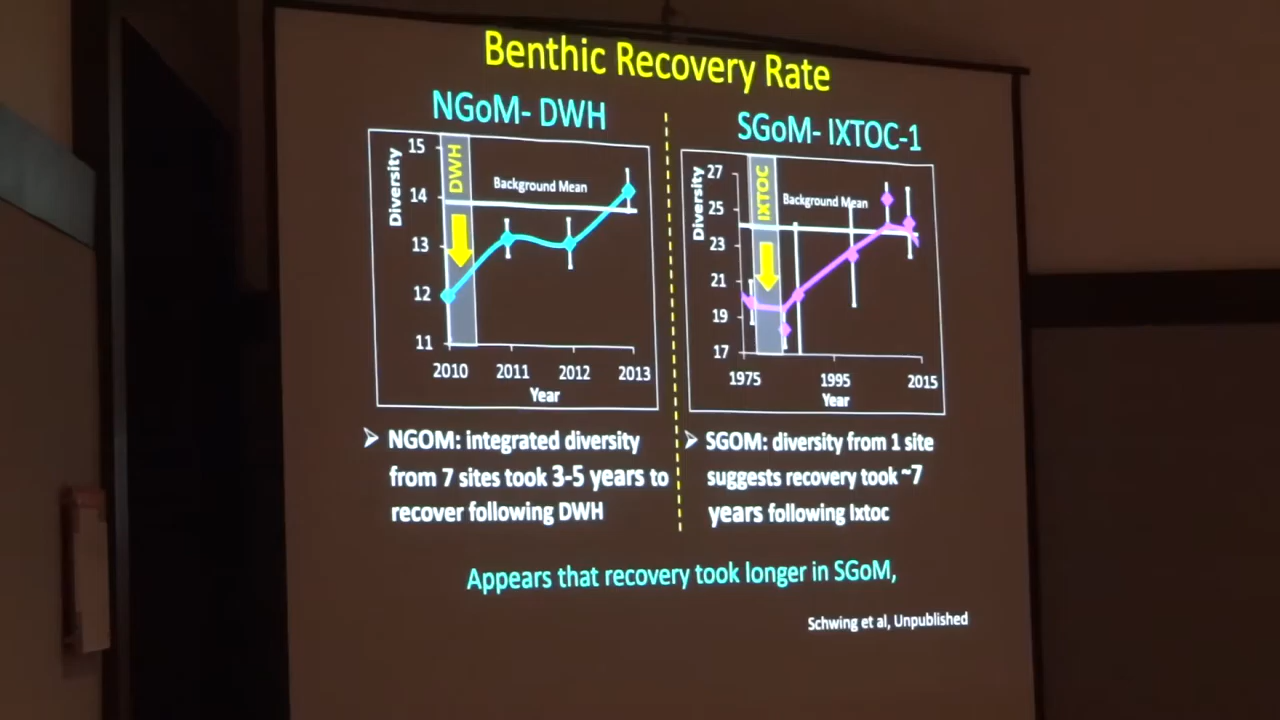 Benthic Recovery Rate
NGoM- DWH
Diversity
15
14
13
12
11
DWH
Background Mean
2010
2011
2012
2013
Year
➢ NGOM: integrated diversity
from 7 sites took 3-5 years to
recover following DWH
SGoM- IXTOC-1
Diversity
27
25
23
21
19
17
IXTOC
Background Mean
1975
1995
2015
Year
➢ SGOM: diversity from 1 site
suggests recovery took ~7
years following Ixtoc
Appears that recovery took longer in SGoM,
Schwing et al, Unpublished